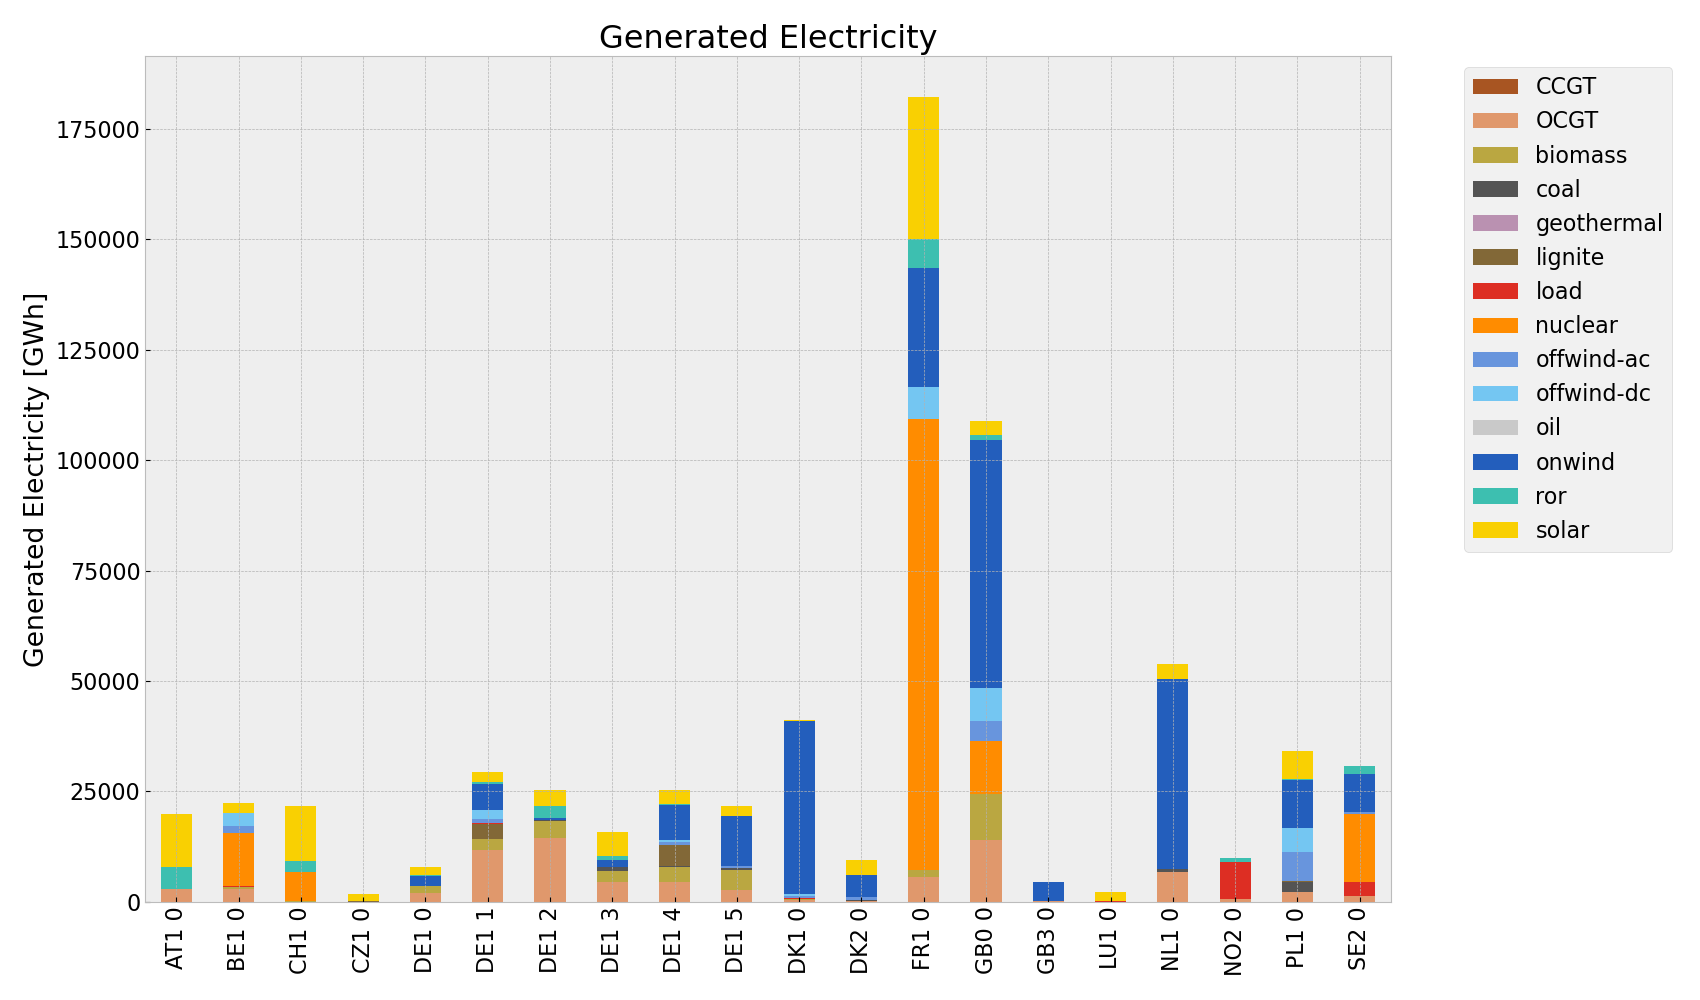 Generated Electricity
Generated Electricity [GWh]
175000
150000
125000
100000
75000
50000
25000
0
AT1 0
BE1 0
CH1 0
CZ1 0
DE1 0
DE1 1
DE1 2
DE1 3
DE1 4
DE1 5
DK1 0
DK2 0
FR1 0
GB0 0
GB3 0
LU1 0
NL1 0
NO2 0
PL1 0
SE2 0
CCGT
OCGT
biomass
coal
geothermal
lignite
load
nuclear
offwind-ac
offwind-dc
oil
onwind
ror
solar